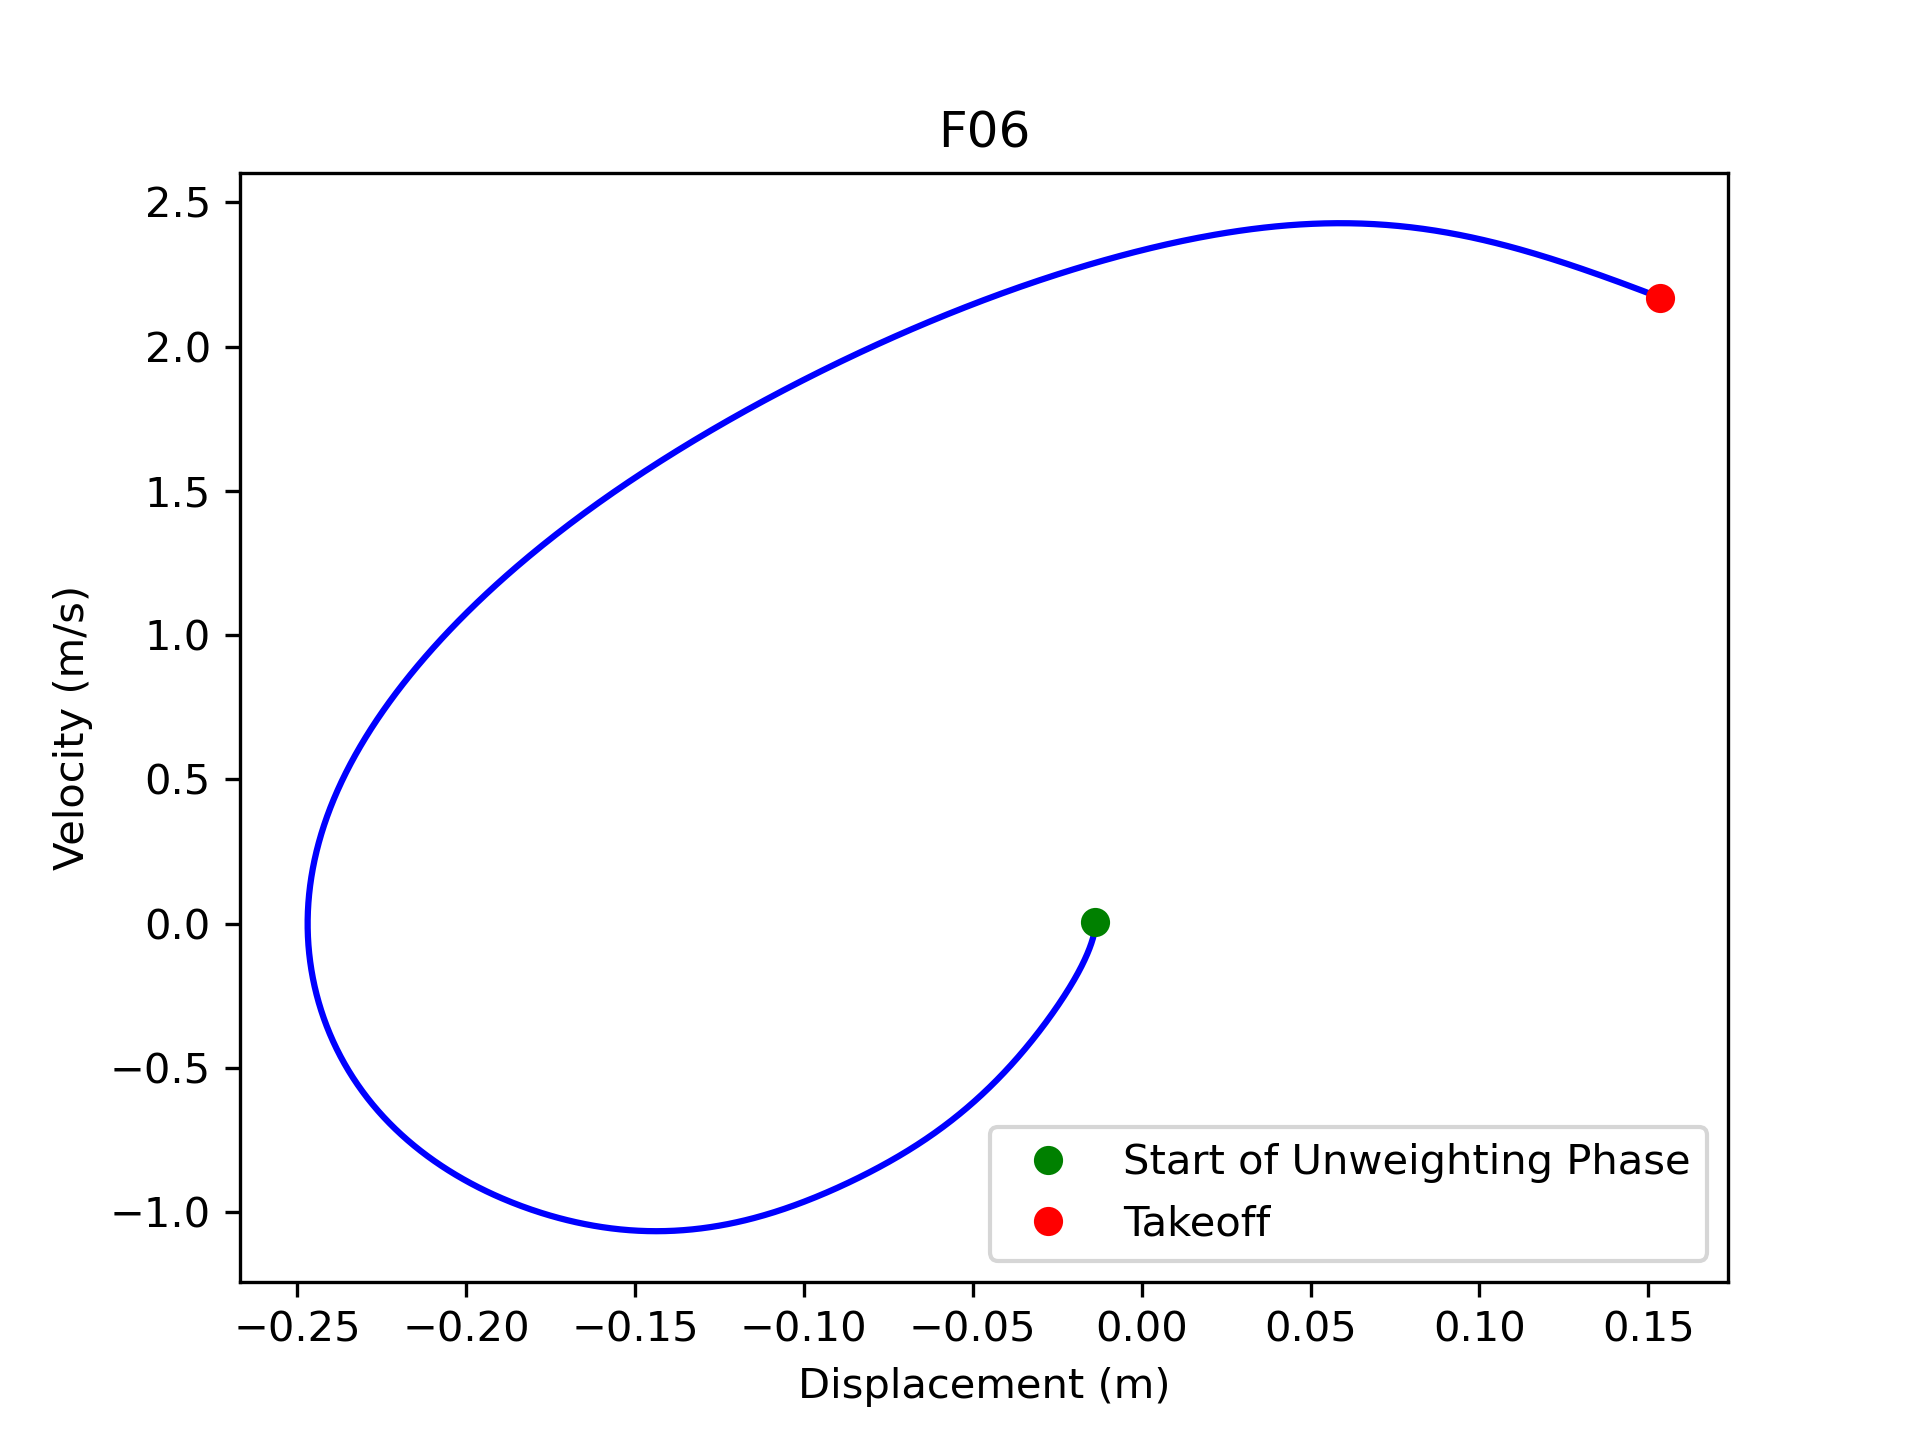 F06
2.5
2.0
1.5
1.0
0.5
0.0
−0.5
−1.0
Velocity (m/s)
Start of Unweighting Phase
Takeoff
−0.25 −0.20 −0.15 −0.10 −0.05 0.00 0.05 0.10 0.15
Displacement (m)